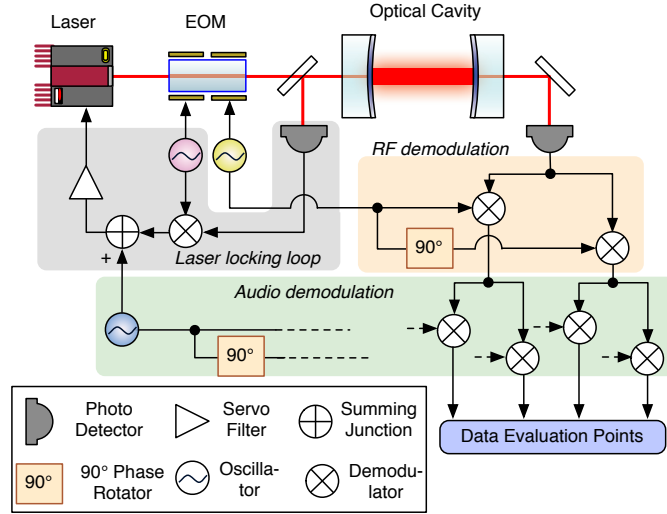 Laser
EOM
Optical Cavity
RF demodulation
90°
Laser locking loop
+
Audio demodulation
90°
Data Evaluation Points
Photo
Detector
Servo
Filter
Summing
Junction
90°
90° Phase
Rotator
Oscilla-
tor
Demodu-
lator